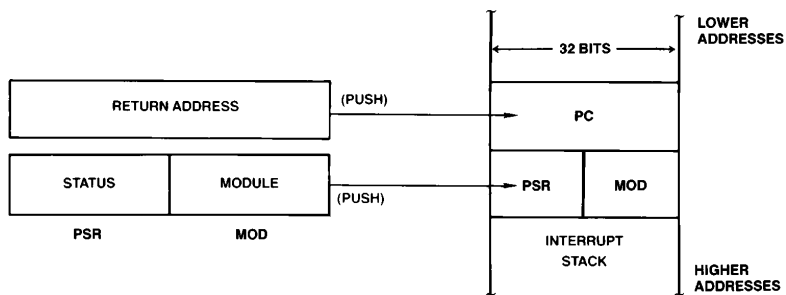 LOWER
ADDRESSES
32 BITS
RETURN ADDRESS
(PUSH)
PC
STATUS
MODULE
(PUSH)
PSR
MOD
PSR
MOD
INTERRUPT
STACK
HIGHER
ADDRESSES